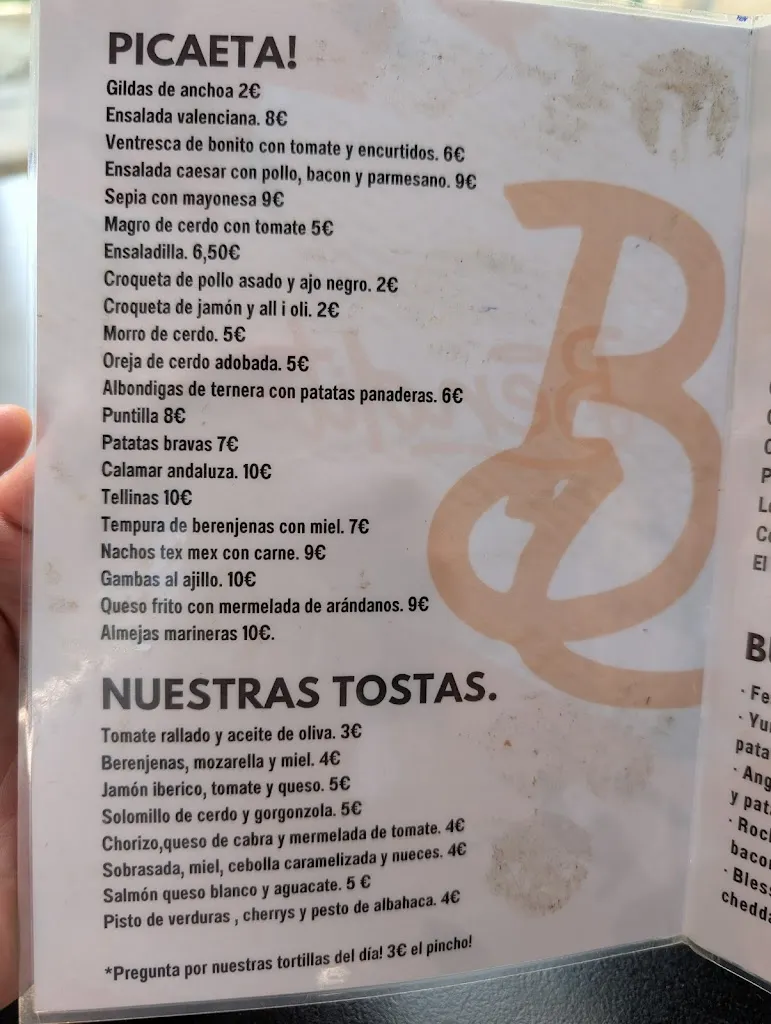 PICAETA!
Gildas de anchoa 2€
Ensalada valenciana. 8€
Ventresca de bonito con tomate y encurtidos. 6€
Ensalada caesar con pollo, bacon y parmesano. 9€
Sepia con mayonesa 9€
Magro de cerdo con tomate 5€
Ensaladilla. 6,50€
Croqueta de pollo asado y ajo negro. 2€
Croqueta de jamón y all i oli. 2€
Morro de cerdo. 5€
Oreja de cerdo adobada. 5€
Albondigas de ternera con patatas panaderas. 6€
Puntilla 8€
Patatas bravas 7€
Calamar andaluza. 10€
Tellinas 10€
Tempura de berenjenas con miel. 7€
Nachos tex mex con carne. 9€
Gambas al ajillo. 10€
Queso frito con mermelada de arándanos. 9€
Almejas marineras 10€.
NUESTRAS TOSTAS.
Tomate rallado y aceite de oliva. 3€
Berenjenas, mozarella y miel. 4€
Jamón iberico, tomate y queso. 5€
Solomillo de cerdo y gorgonzola. 5€
Chorizo,queso de cabra y mermelada de tomate. 4€
Sobrasada, miel, cebolla caramelizada y nueces. 4€
Salmón queso blanco y aguacate. 5 €
Pisto de verduras , cherrys y pesto de albahaca. 4€
*Pregunta por nuestras tortillas del día! 3€ el pincho!
El
y